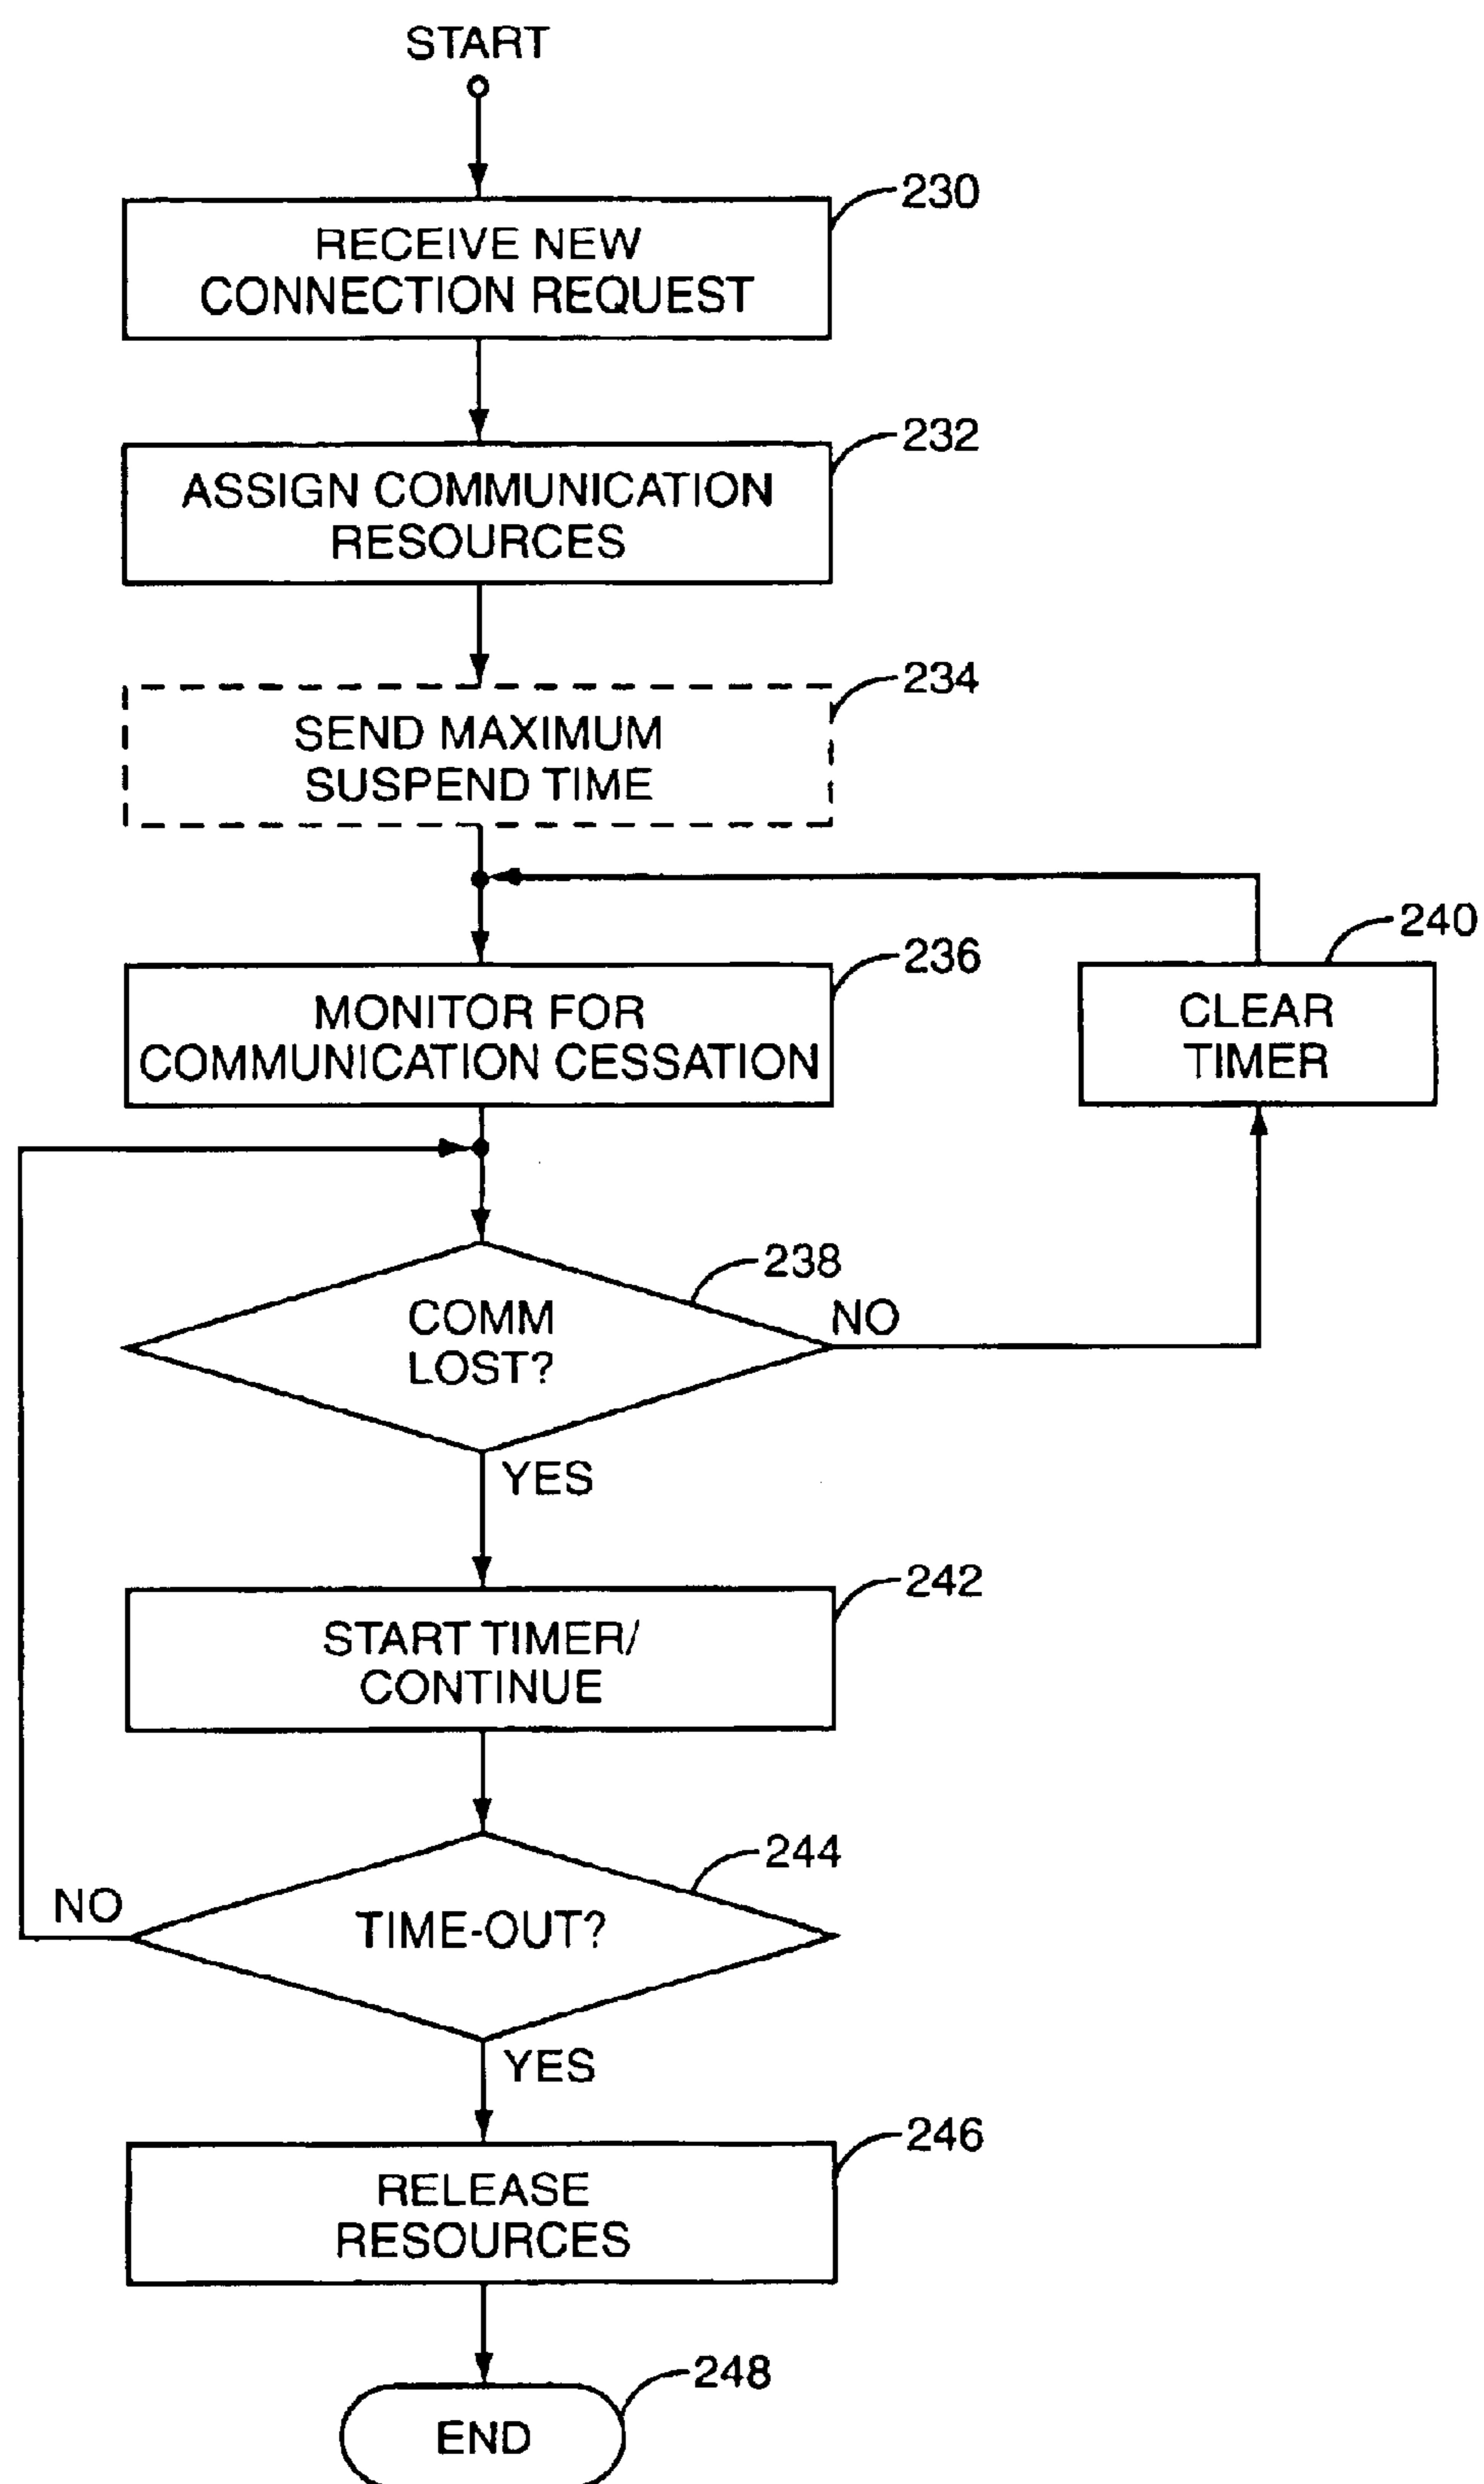 START
230
RECEIVE NEW
CONNECTION REQUEST
232
ASSIGN COMMUNICATION
RESOURCES
234
SEND MAXIMUM
SUSPEND TIME
236
MONITOR FOR
COMMUNICATION CESSATION
240
CLEAR
TIMER
238
COMM
LOST?
NO
YES
242
START TIMER/
CONTINUE
244
TIME-OUT?
NO
YES
246
RELEASE
RESOURCES
248
END